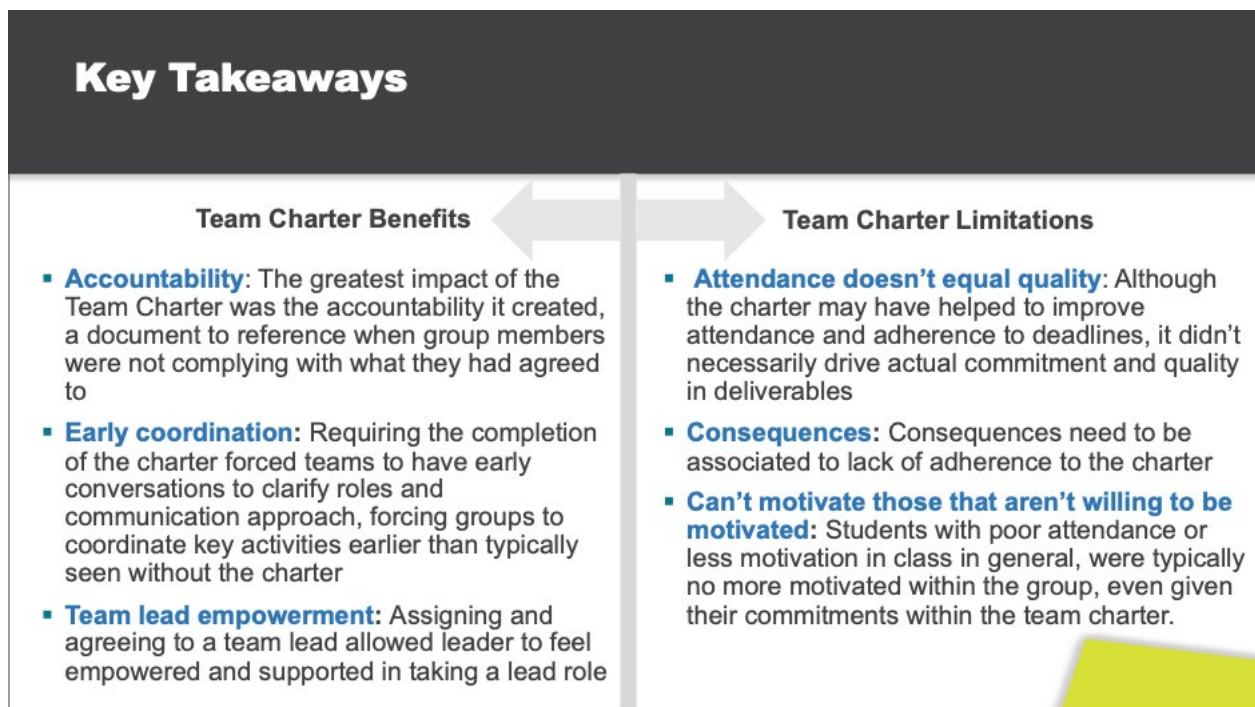 Key Takeaways
Team Charter Benefits
▪ Accountability: The greatest impact of the
Team Charter was the accountability it created,
a document to reference when group members
were not complying with what they had agreed
to
▪ Early coordination: Requiring the completion
of the charter forced teams to have early
conversations to clarify roles and
communication approach, forcing groups to
coordinate key activities earlier than typically
seen without the charter
▪ Team lead empowerment: Assigning and
agreeing to a team lead allowed leader to feel
empowered and supported in taking a lead role
Team Charter Limitations
▪ Attendance doesn’t equal quality: Although
the charter may have helped to improve
attendance and adherence to deadlines, it didn’t
necessarily drive actual commitment and quality
in deliverables
▪ Consequences: Consequences need to be
associated to lack of adherence to the charter
▪ Can’t motivate those that aren’t willing to be
motivated: Students with poor attendance or
less motivation in class in general, were typically
no more motivated within the group, even given
their commitments within the team charter.